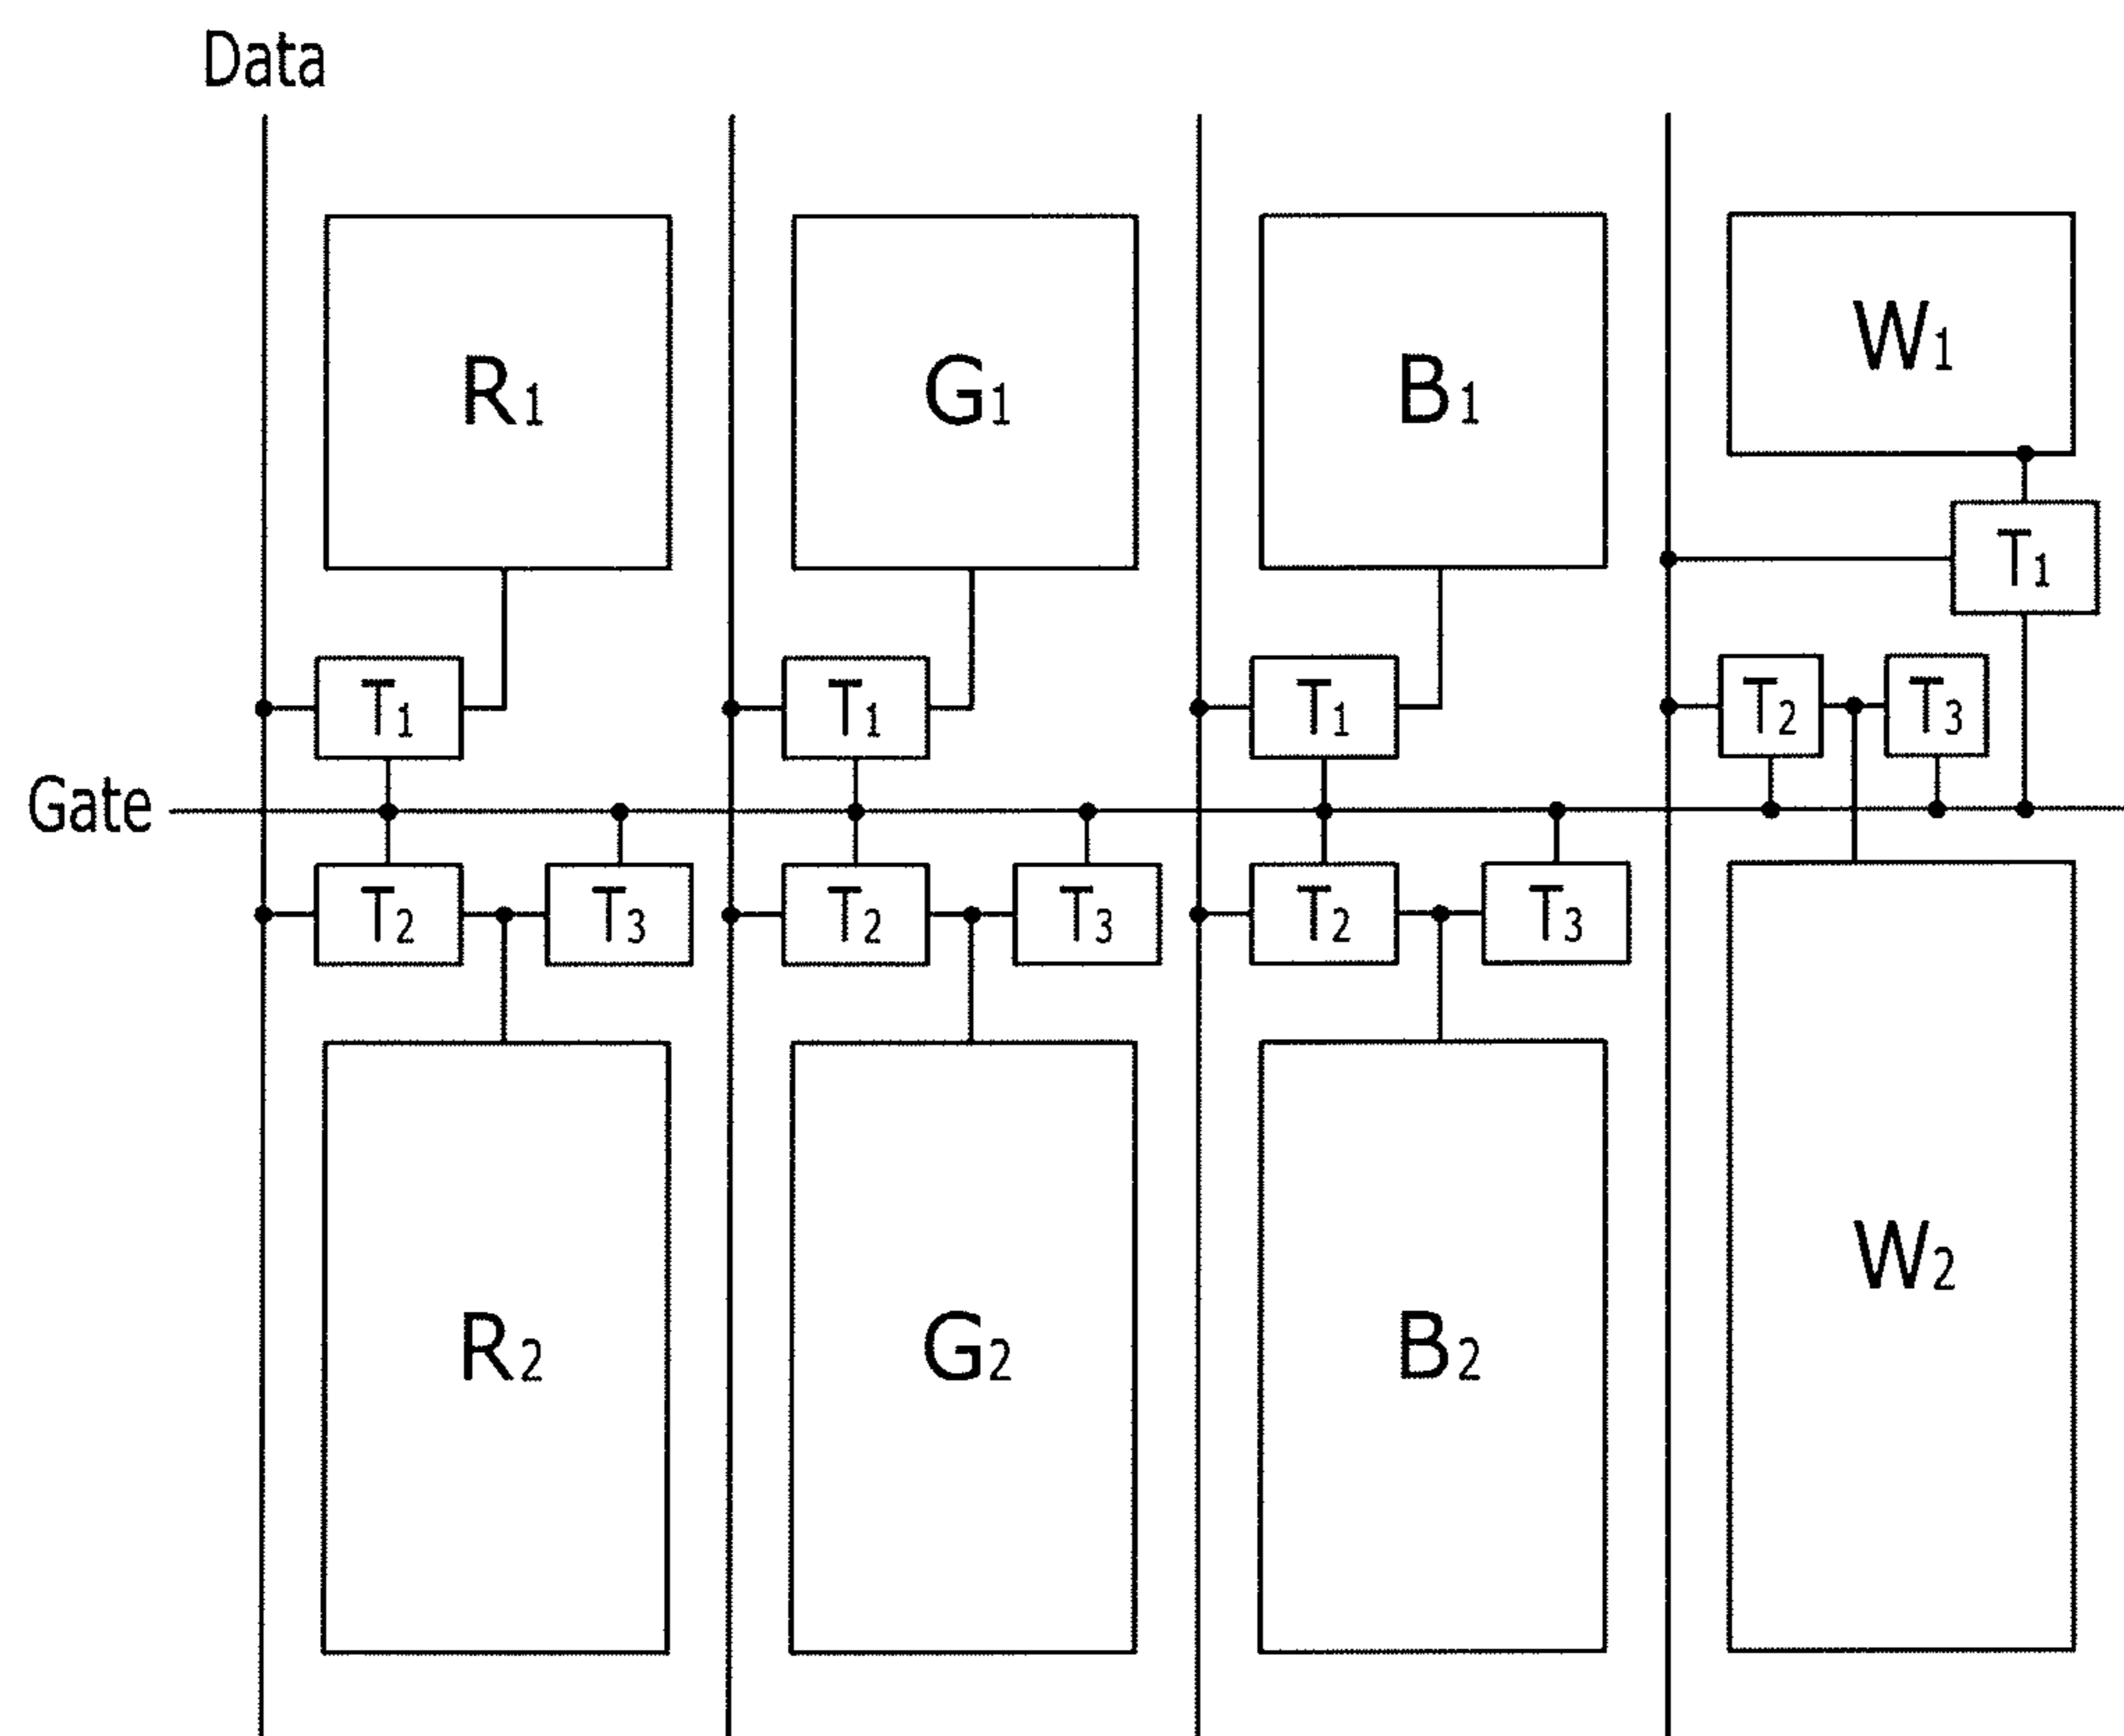 Data
R1 G1 B1 W1
T1
T1 T1 T1 T2 T3
Gate
T2 T3 T2 T3 T2 T3
R2 G2 B2 W2